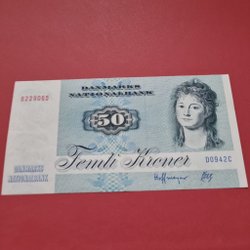 DANMARKS
NATIONALBANK
50
Femti Kroner
D0942C
DANMARKS
NATIONALBANK